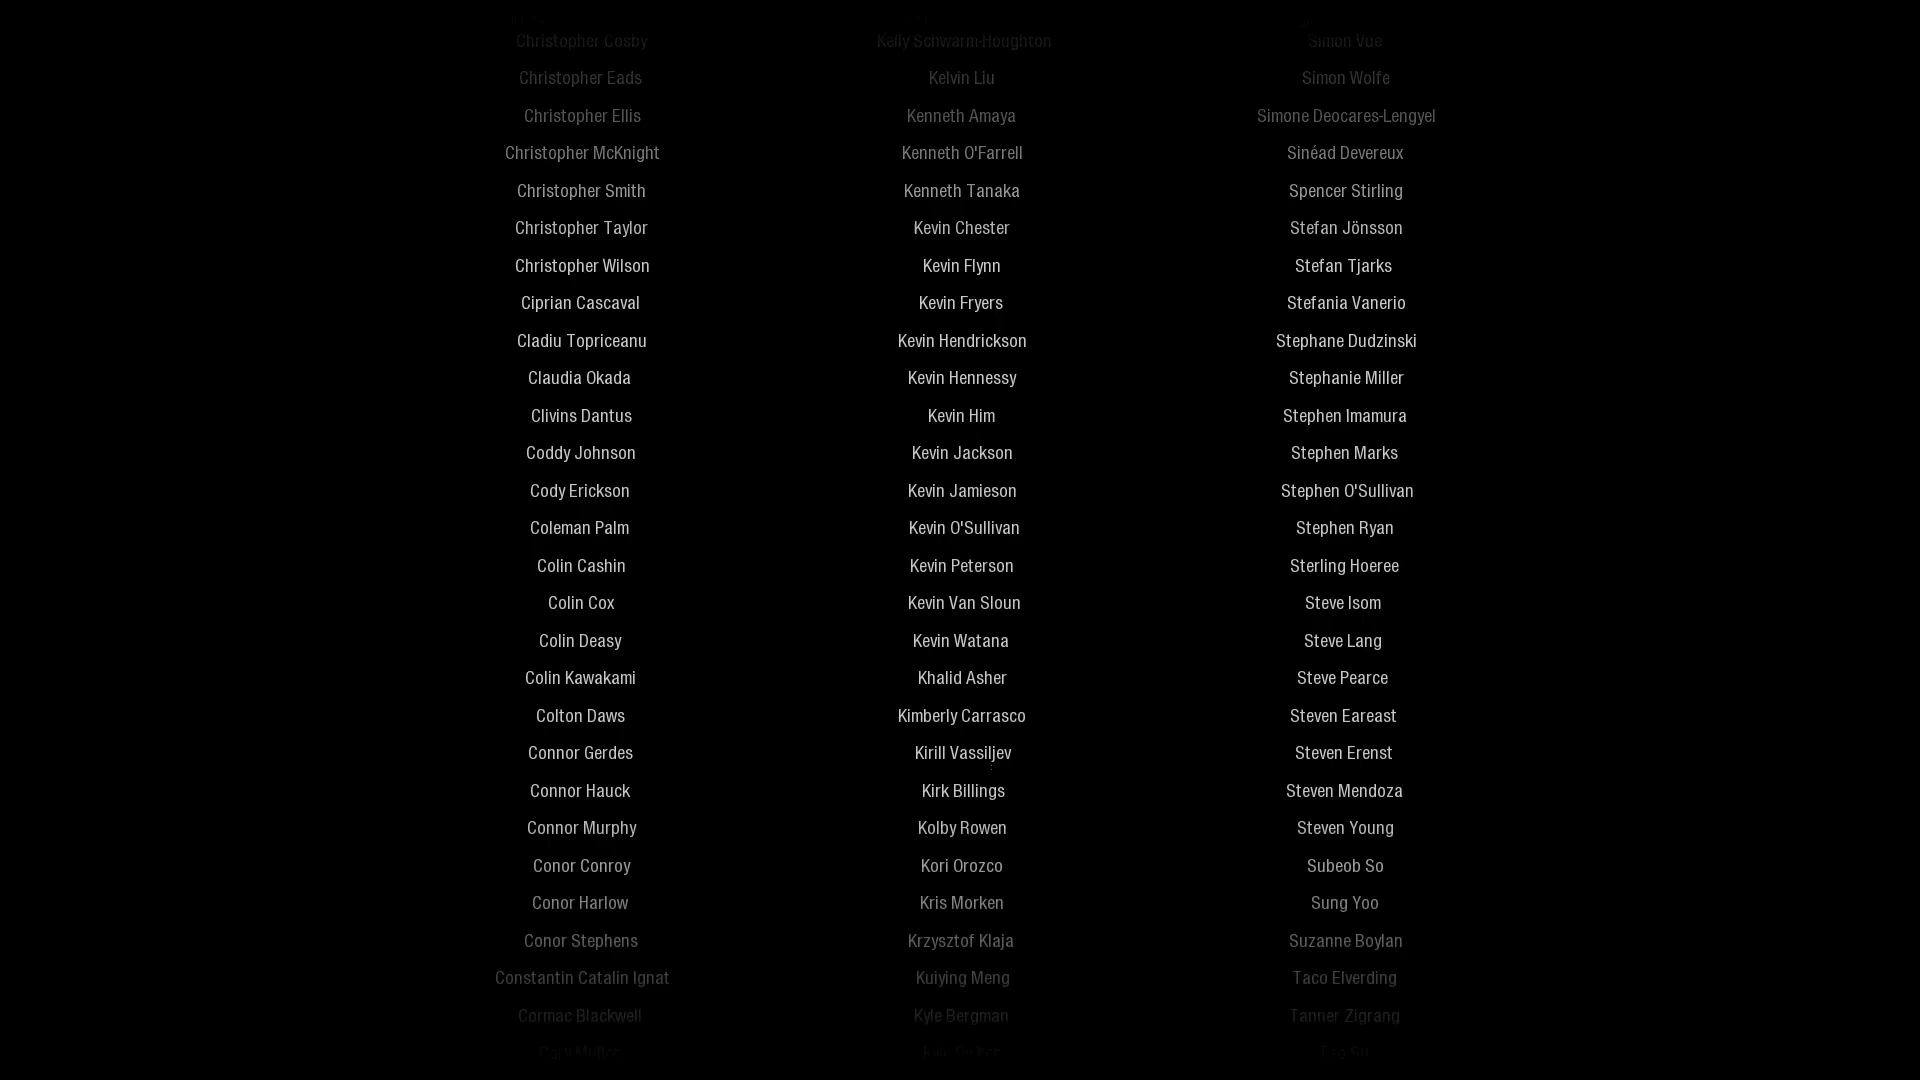 Christopher Cosby
Christopher Eads
Christopher Ellis
Christopher McKnight
Christopher Smith
Christopher Taylor
Christopher Wilson
Ciprian Cascaval
Cladiu Topriceanu
Claudia Okada
Clivins Dantus
Coddy Johnson
Cody Erickson
Coleman Palm
Colin Cashin
Colin Cox
Colin Deasy
Colin Kawakami
Colton Daws
Connor Gerdes
Connor Hauck
Connor Murphy
Conor Conroy
Conor Harlow
Conor Stephens
Constantin Catalin Ignat
Cormac Blackwell
Kelly Schwarm-Houghton
Kelvin Liu
Kenneth Amaya
Kenneth O'Farrell
Kenneth Tanaka
Kevin Chester
Kevin Flynn
Kevin Fryers
Kevin Hendrickson
Kevin Hennessy
Kevin Him
Kevin Jackson
Kevin Jamieson
Kevin O'Sullivan
Kevin Peterson
Kevin Van Sloun
Kevin Watana
Khalid Asher
Kimberly Carrasco
Kirill Vassiljev
Kirk Billings
Kolby Rowen
Kori Orozco
Kris Morken
Krzysztof Klaja
Kuiying Meng
Kyle Bergman
Simon Vue
Simon Wolfe
Simone Deocares-Lengyel
Sinéad Devereux
Spencer Stirling
Stefan Jönsson
Stefan Tjarks
Stefania Vanerio
Stephane Dudzinski
Stephanie Miller
Stephen Imamura
Stephen Marks
Stephen O'Sullivan
Stephen Ryan
Sterling Hoeree
Steve Isom
Steve Lang
Steve Pearce
Steven Eareast
Steven Erenst
Steven Mendoza
Steven Young
Subeob So
Sung Yoo
Suzanne Boylan
Taco Elverding
Tanner Zigrang